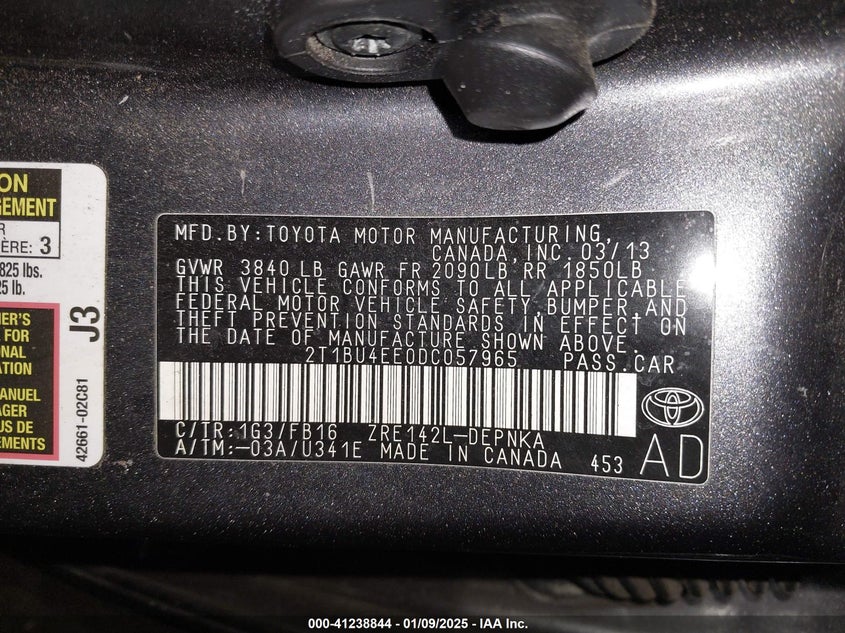 ON
GEMENT
R
ÈRE: 3
825 lbs.
25 lb.
J3
ER'S
FOR
ONAL
ATION
MANUEL
AGER
US
42661-02C81
MFD.BY:TOYOTA MOTOR MANUFACTURING,
CANADA,INC. 03/13
GVWR 3840 LB GAWR FR 2090LB RR 1850LB
THIS VEHICLE CONFORMS TO ALL APPLICABLE
FEDERAL MOTOR VEHICLE SAFETY,BUMPER,AND
THEFT PREVENTION STANDARDS IN EFFECT ON
THE DATE OF MANUFACTURE SHOWN ABOVE.
2T1BU4EE0DC057965 PASS.CAR
C/TR:1G3/FB16 ZRE142L-DEPNKA
A/TM:-03A/U341E MADE IN CANADA 453
AD
000-41238844 - 01/09/2025 - IAA Inc.